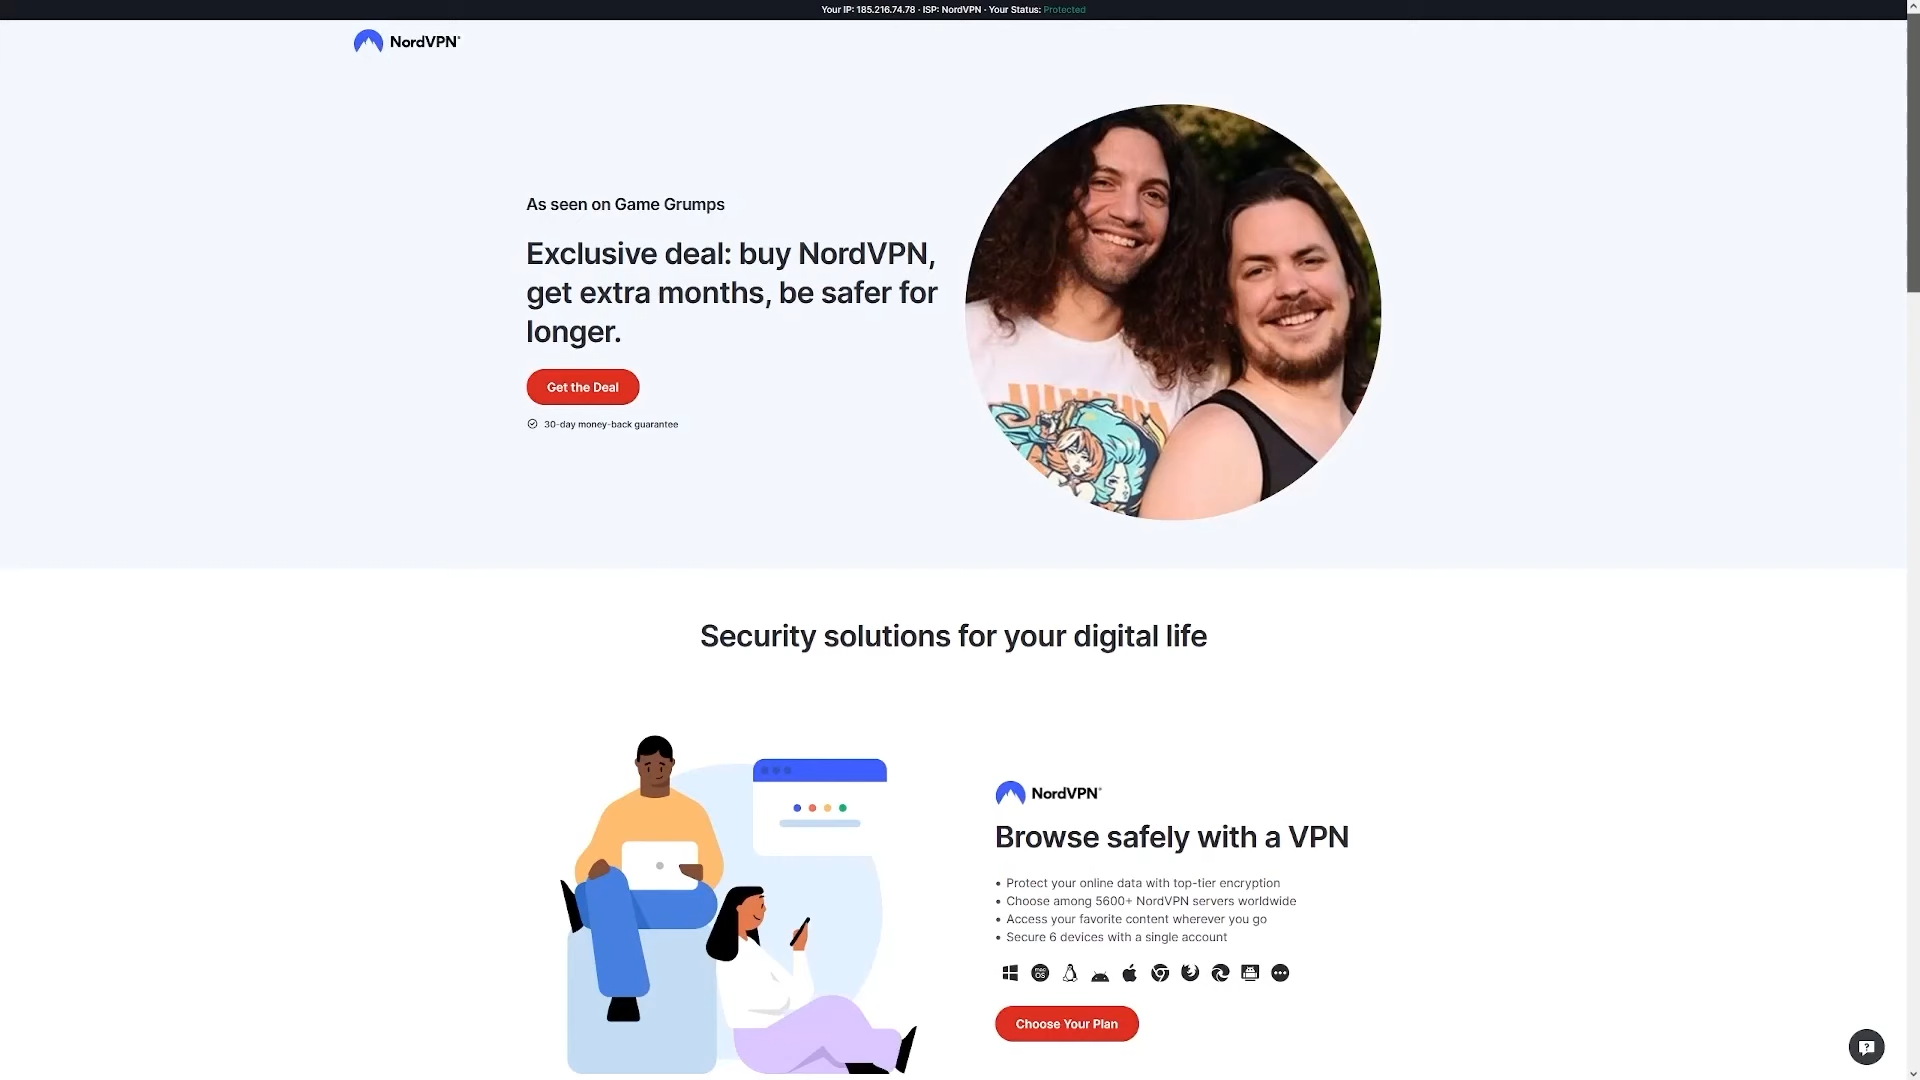 Your IP: 185.216.74.78 · ISP: NordVPN · Your Status: Protected
NordVPN®
As seen on Game Grumps
Exclusive deal: buy NordVPN,
get extra months, be safer for
longer.
Get the Deal
30-day money-back guarantee
Security solutions for your digital life
NordVPN®
Browse safely with a VPN
• Protect your online data with top-tier encryption
• Choose among 5600+ NordVPN servers worldwide
• Access your favorite content wherever you go
• Secure 6 devices with a single account
mac
OS
Choose Your Plan